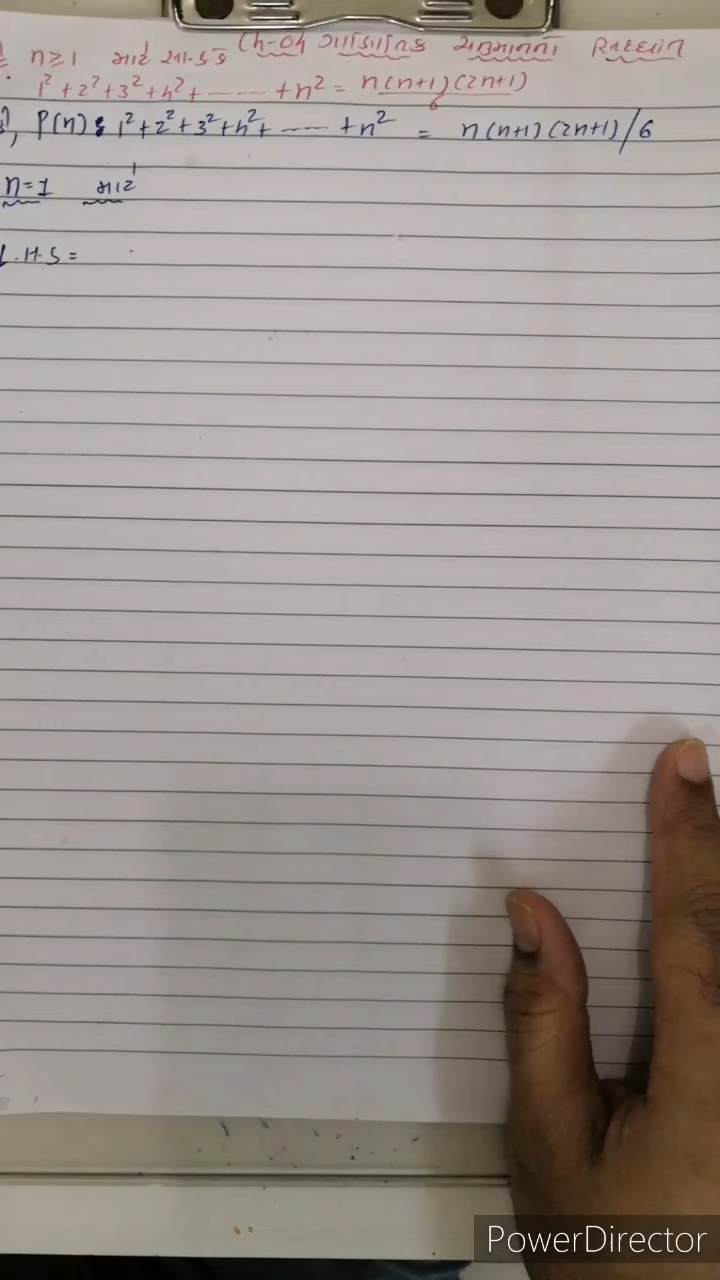 n≥1 માટે સા.ક.કે Ch-04 ગાણિતિક અનુમાનનો સિદ્ધાંત
1² + 2² + 3² + 4² + ------ + n² = n(n+1)(2n+1)/6
P(n) : 1² + 2² + 3² + 4² + ---- + n² = n(n+1)(2n+1)/6
n=1 માટે
L.H.S =
PowerDirector